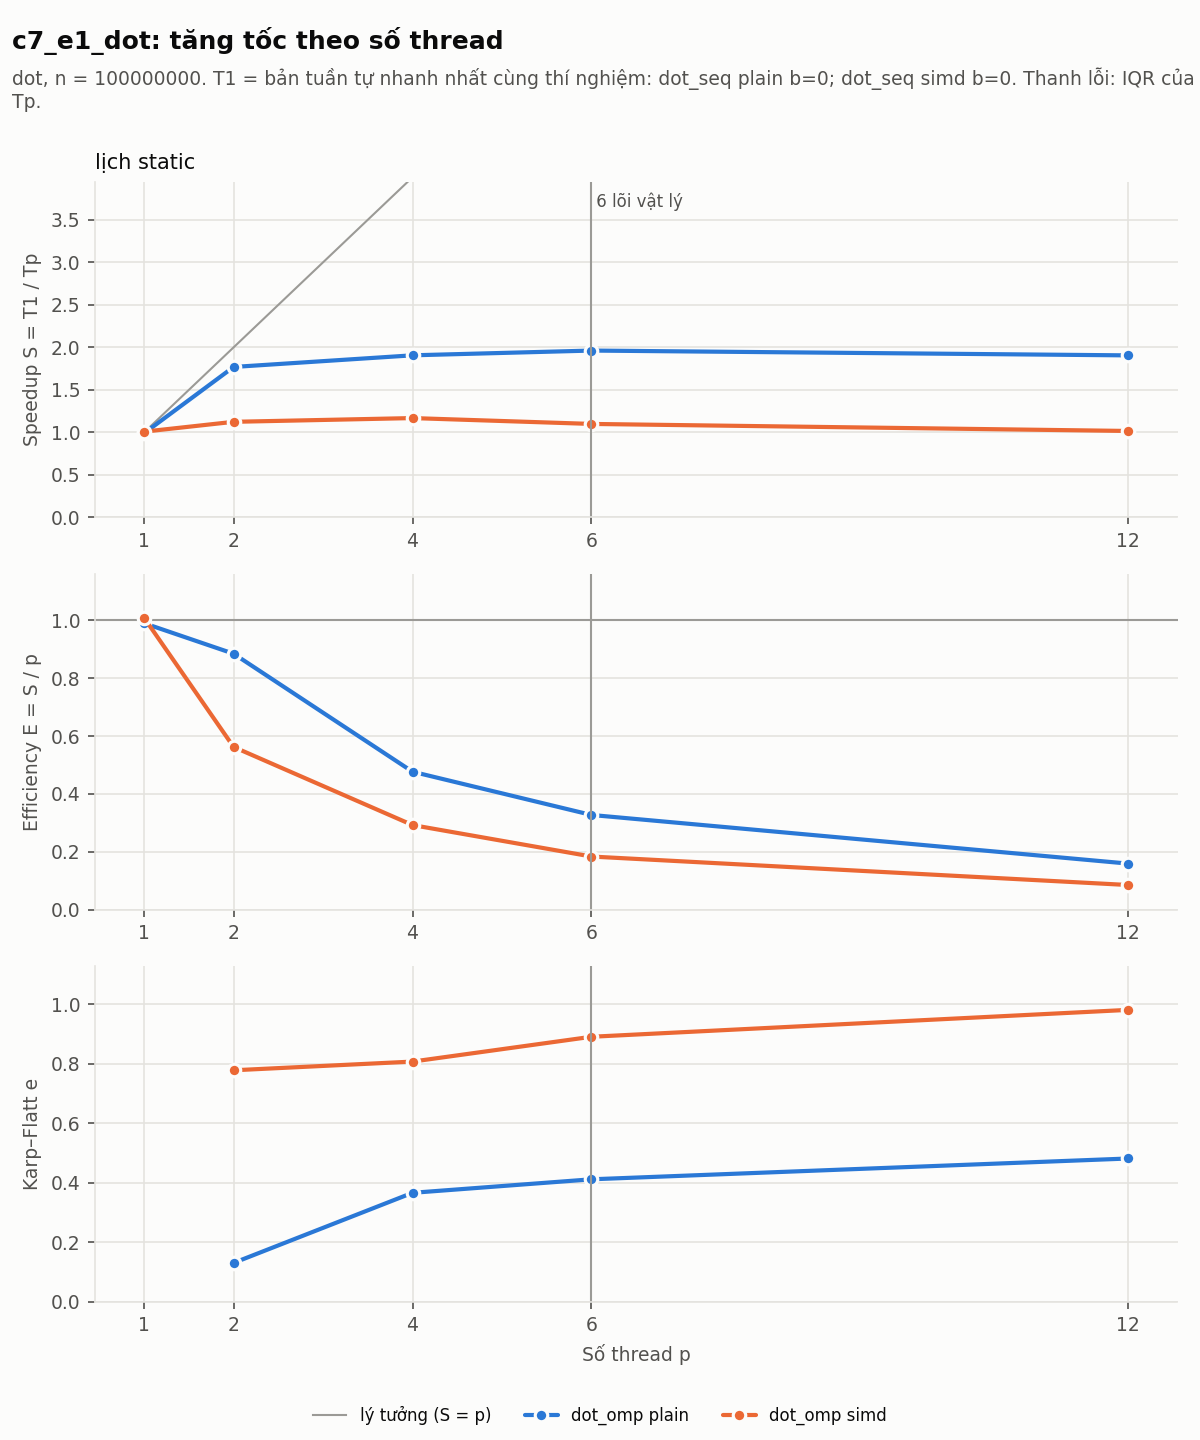 c7_e1_dot: tăng tốc theo số thread
dot, n = 100000000. T1 = bản tuần tự nhanh nhất cùng thí nghiệm: dot_seq plain b=0; dot_seq simd b=0. Thanh lỗi: IQR của
Tp.
lịch static
Speedup S = T1 / Tp
3.5
3.0
2.5
2.0
1.5
1.0
0.5
0.0
6 lõi vật lý
1 2 4 6 12
Efficiency E = S / p
1.0
0.8
0.6
0.4
0.2
0.0
1 2 4 6 12
Karp–Flatt e
1.0
0.8
0.6
0.4
0.2
0.0
1 2 4 6 12
Số thread p
lý tưởng (S = p) dot_omp plain dot_omp simd